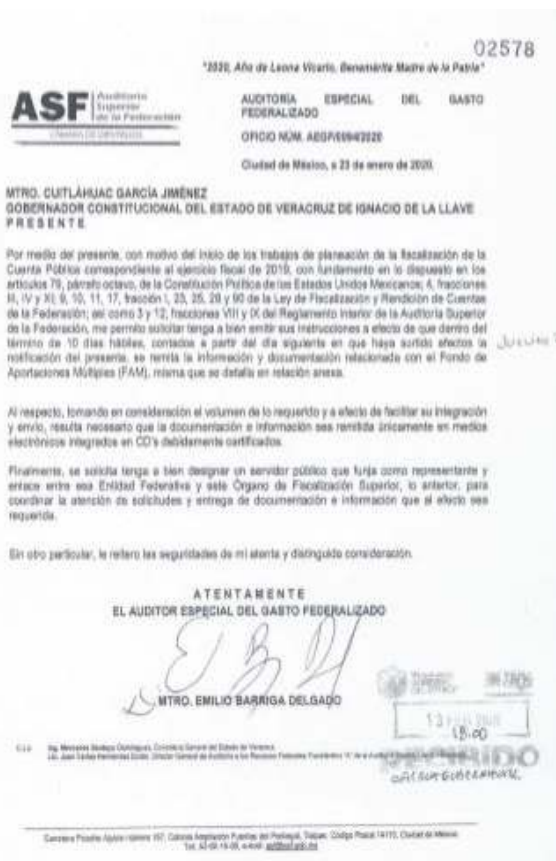 02578
"2020, Año de Leona Vicario, Benemérita Madre de la Patria"
ASF Auditoría
Superior
de la Federación
CÁMARA DE DIPUTADOS
AUDITORÍA ESPECIAL DEL GASTO
FEDERALIZADO
OFICIO NÚM.
Ciudad de México, a 23 de enero de 2020.
MTRO. CUITLÁHUAC GARCÍA JIMÉNEZ
GOBERNADOR CONSTITUCIONAL DEL ESTADO DE VERACRUZ DE IGNACIO DE LA LLAVE
PRESENTE
Por medio del presente, con motivo del inicio de los trabajos de planeación de la fiscalización de la
Cuenta Pública correspondiente al ejercicio fiscal de 2019, con fundamento en lo dispuesto en los
artículos 79, párrafo octavo, de la Constitución Política de los Estados Unidos Mexicanos; 4, fracciones
III, IV y XI; 9, 10, 11, 17, fracción I, 23, 25, 28 y 90 de la Ley de Fiscalización y Rendición de Cuentas
de la Federación; así como 3 y 12, fracciones VIII y IX del Reglamento Interior de la Auditoría Superior
de la Federación, me permito solicitar tenga a bien emitir sus instrucciones a efecto de que dentro del
término de 10 días hábiles, contados a partir del día siguiente en que haya surtido efectos la
notificación del presente, se remita la información y documentación relacionada con el Fondo de
Aportaciones Múltiples (FAM), misma que se detalla en relación anexa.
Al respecto, tomando en consideración el volumen de lo requerido y a efecto de facilitar su integración
y envío, resulta necesario que la documentación e información sea remitida únicamente en medios
electrónicos integrados en CD's debidamente certificados.
Finalmente, se solicita tenga a bien designar un servidor público que funja como representante y
enlace entre esa Entidad Federativa y este Órgano de Fiscalización Superior, lo anterior, para
coordinar la atención de solicitudes y entrega de documentación e información que al efecto sea
requerida.
Sin otro particular, le reitero las seguridades de mi atenta y distinguida consideración.
ATENTAMENTE
EL AUDITOR ESPECIAL DEL GASTO FEDERALIZADO
MTRO. EMILIO BARRIGA DELGADO
18:00
RECIBIDO